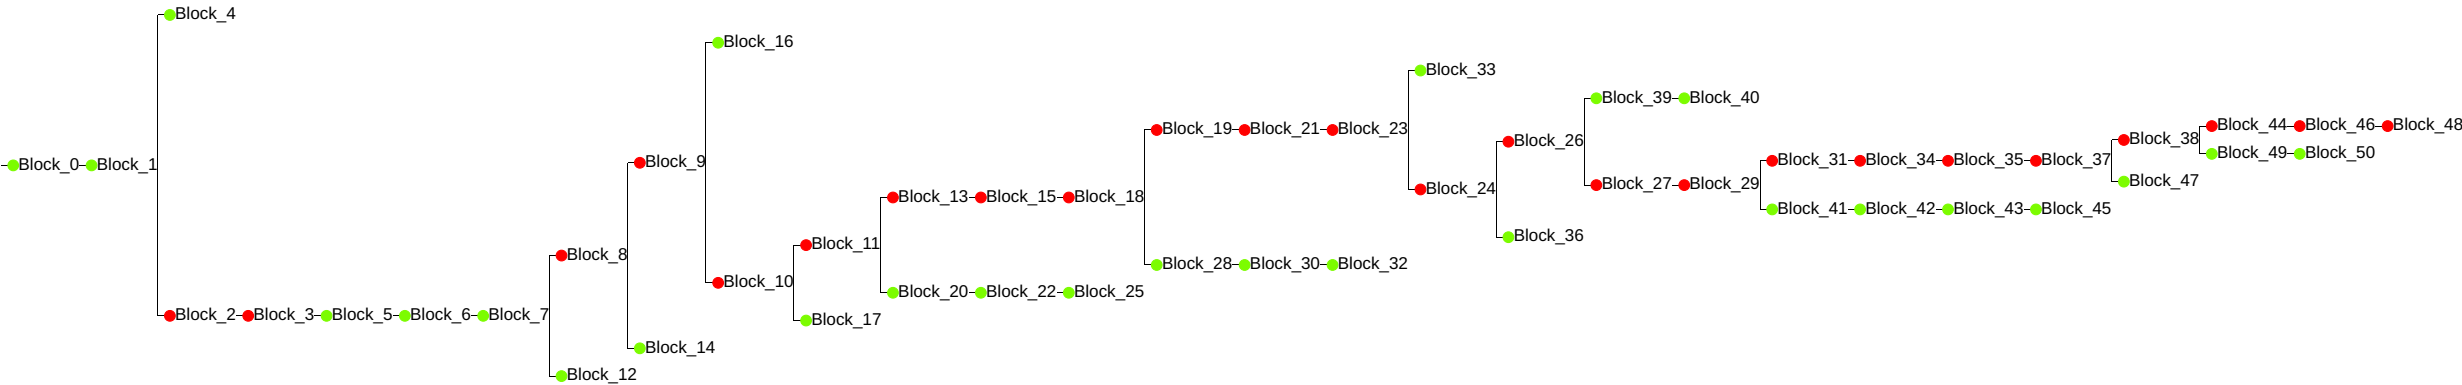 Block_4
Block_16
Block_33
Block_39 Block_40
Block_44 Block_46 Block_48
Block_19 Block_21 Block_23
Block_38
Block_26
Block_49 Block_50
Block_31 Block_34 Block_35 Block_37
Block_9
Block_0 Block_1
Block_47
Block_27 Block_29
Block_24
Block_13 Block_15 Block_18
Block_41 Block_42 Block_43 Block_45
Block_36
Block_11
Block_8
Block_28 Block_30 Block_32
Block_10
Block_20 Block_22 Block_25
Block_2 Block_3 Block_5 Block_6 Block_7
Block_17
Block_14
Block_12